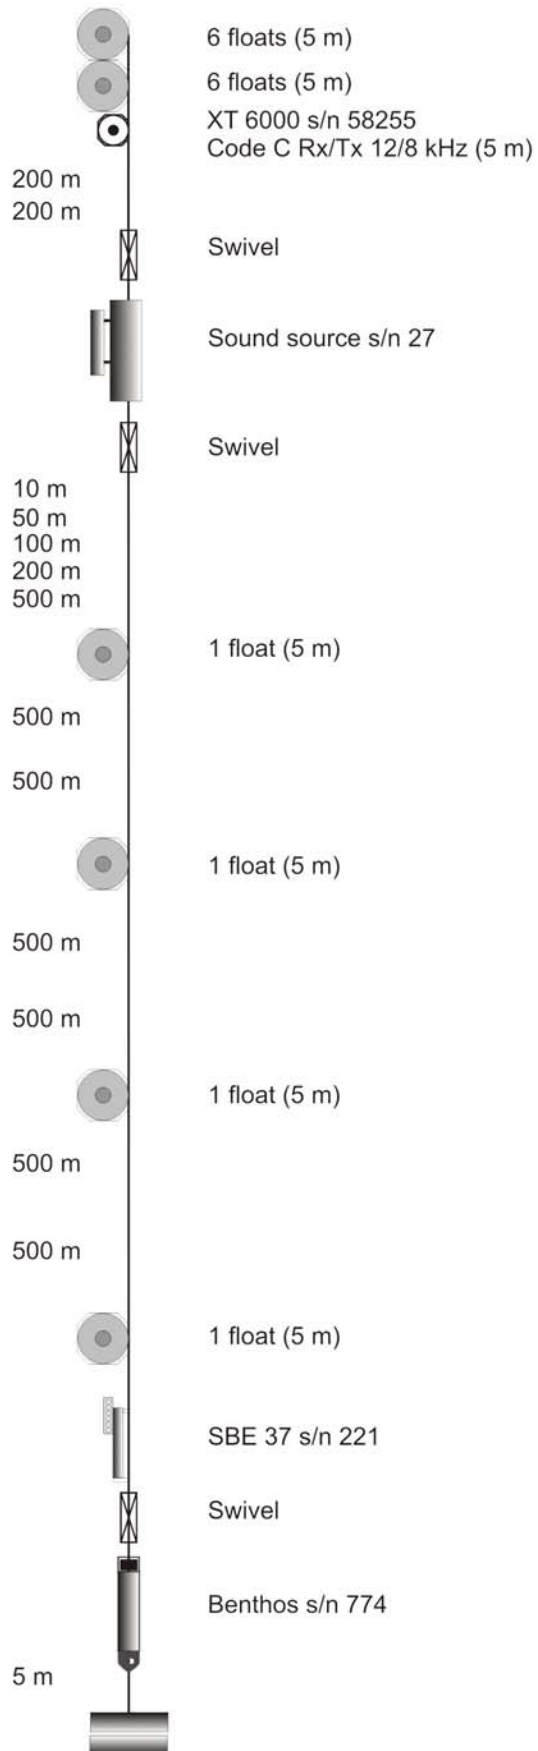 6 floats (5 m)
6 floats (5 m)
XT 6000 s/n 58255
Code C Rx/Tx 12/8 kHz (5 m)
200 m
200 m
Swivel
Sound source s/n 27
Swivel
10 m
50 m
100 m
200 m
500 m
1 float (5 m)
500 m
500 m
1 float (5 m)
500 m
500 m
1 float (5 m)
500 m
500 m
1 float (5 m)
SBE 37 s/n 221
Swivel
Benthos s/n 774
5 m